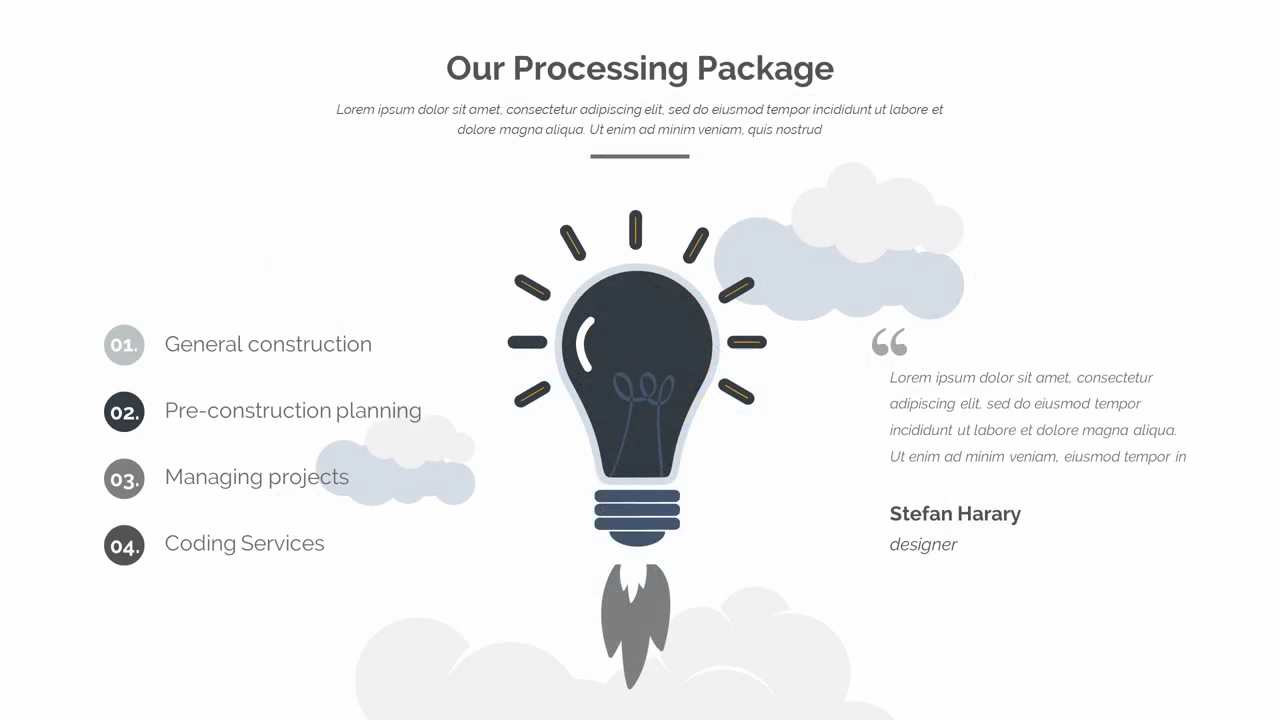 Our Processing Package
Lorem ipsum dolor sit amet, consectetur adipiscing elit, sed do eiusmod tempor incididunt ut labore et
dolore magna aliqua. Ut enim ad minim veniam, quis nostrud
01. General construction
02. Pre-construction planning
03. Managing projects
04. Coding Services
“
Lorem ipsum dolor sit amet, consectetur
adipiscing elit, sed do eiusmod tempor
incididunt ut labore et dolore magna aliqua.
Ut enim ad minim veniam, eiusmod tempor in
Stefan Harary
designer